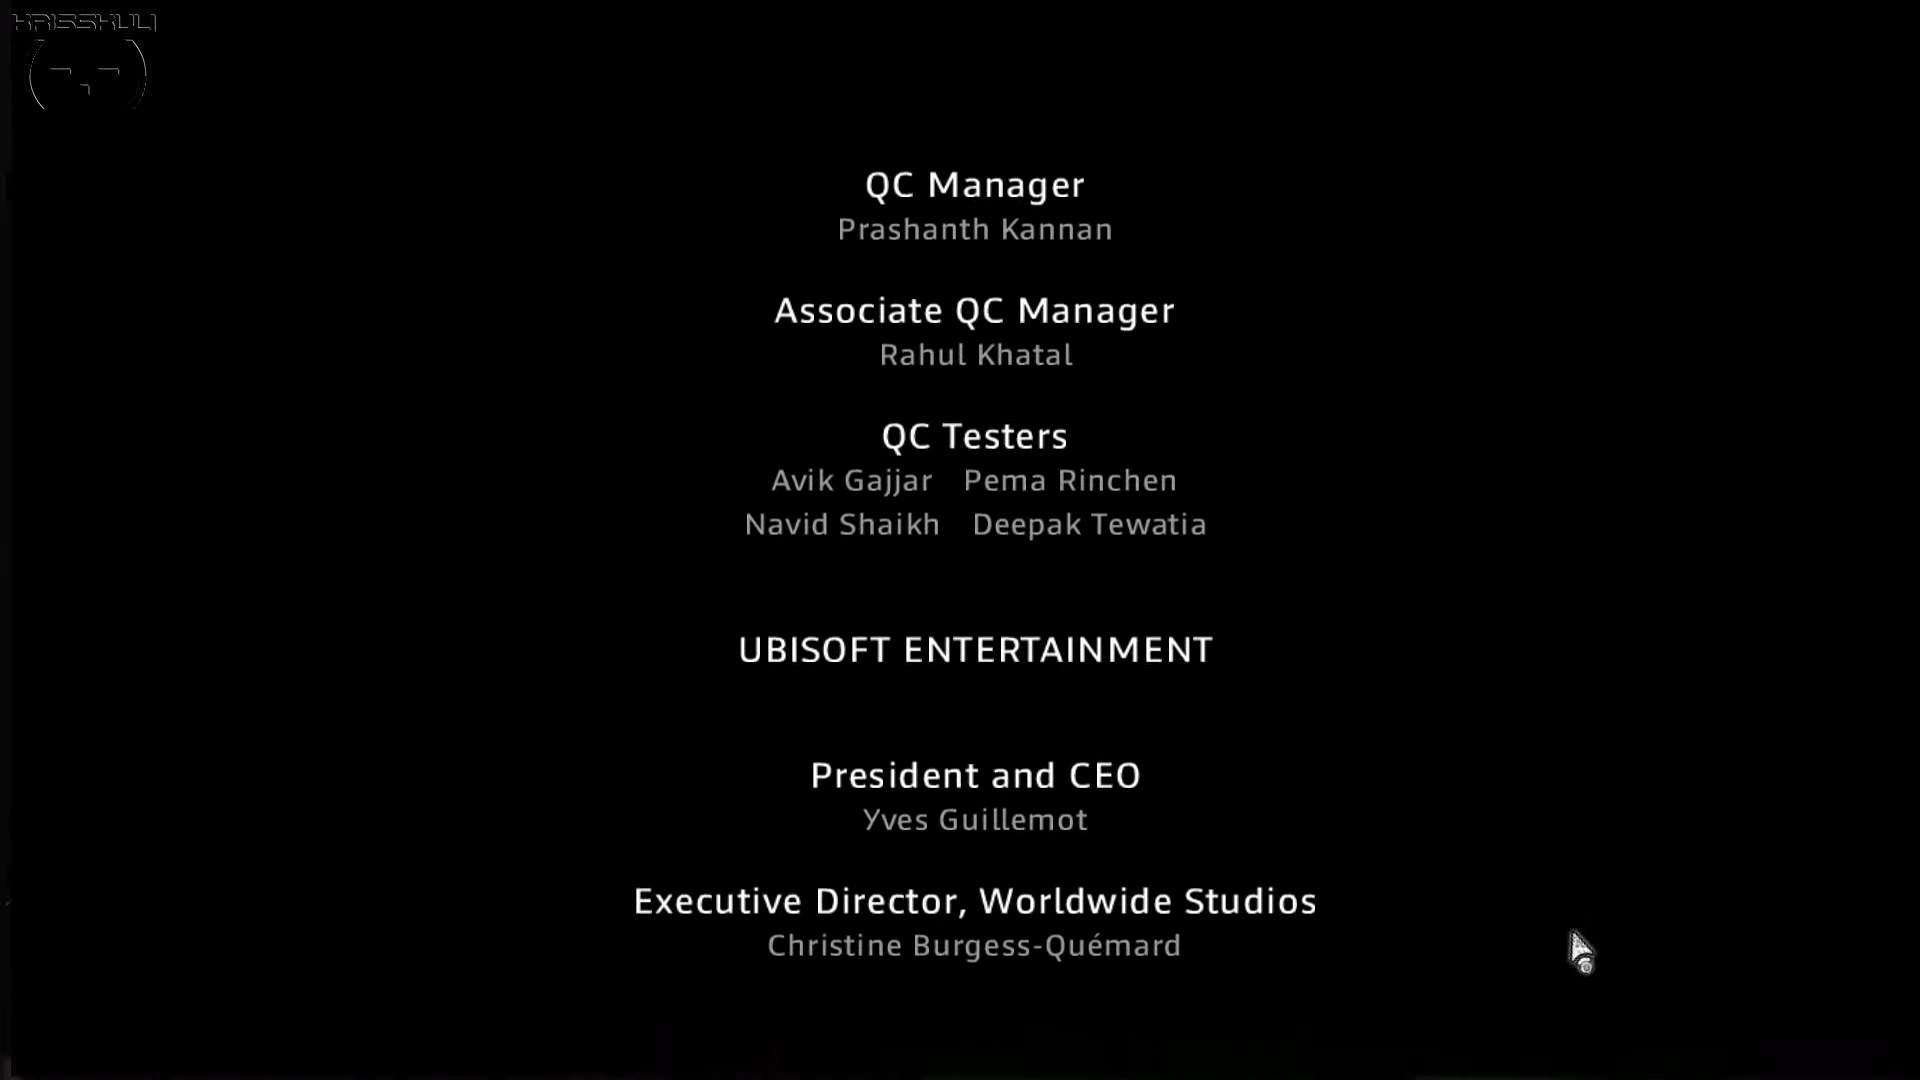 KRISSKULI
QC Manager
Prashanth Kannan
Associate QC Manager
Rahul Khatal
QC Testers
Avik Gajjar Pema Rinchen
Navid Shaikh Deepak Tewatia
UBISOFT ENTERTAINMENT
President and CEO
Yves Guillemot
Executive Director, Worldwide Studios
Christine Burgess-Quémard